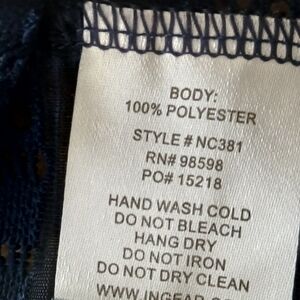 BODY:
100% POLYESTER
STYLE # NC381
RN# 98598
PO# 15218
HAND WASH COLD
DO NOT BLEACH
HANG DRY
DO NOT IRON
DO NOT DRY CLEAN